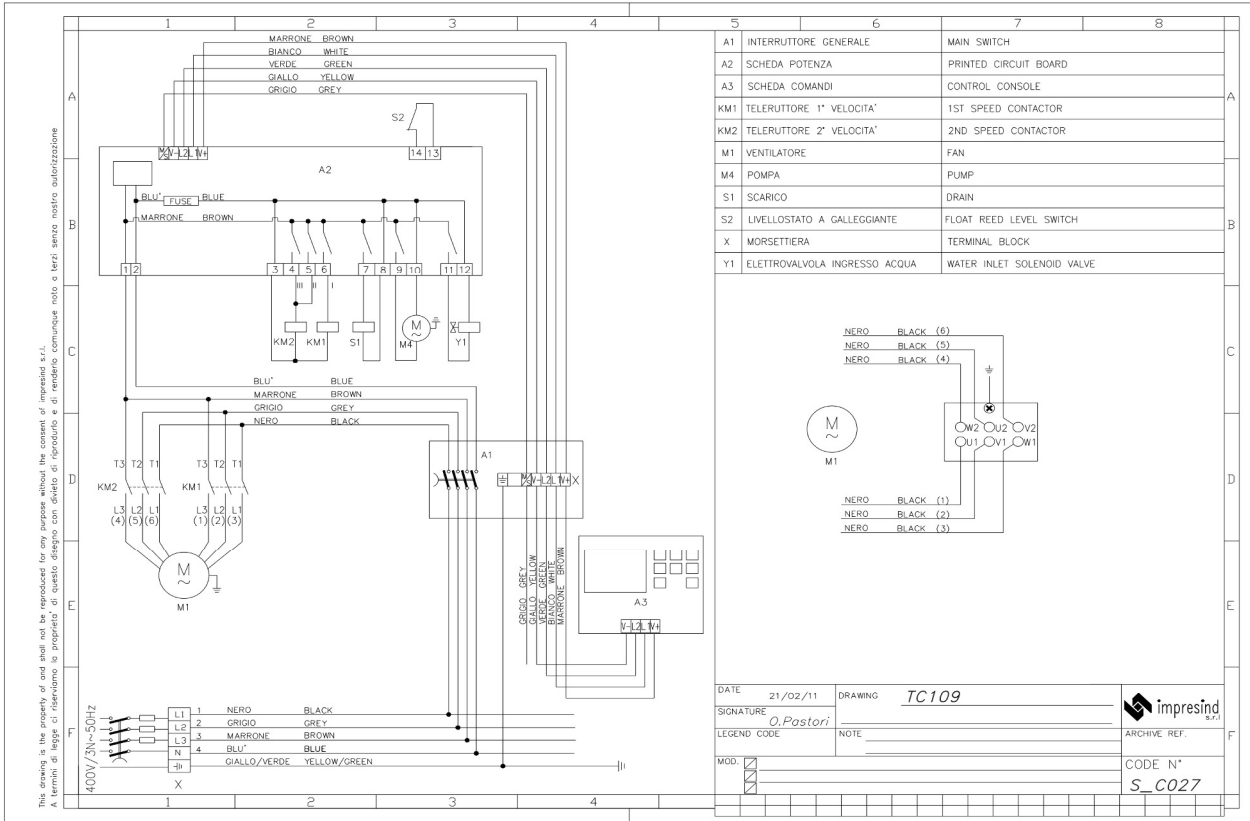 1 2 3 4 5 6 7 8
MARRONE BROWN
BIANCO WHITE
VERDE GREEN
GIALLO YELLOW
GRIGIO GREY
A
S2
V- L2 L1 V+
14 13
A2
BLU' FUSE BLUE
MARRONE BROWN
B
1 2
3 4 5 6 7 8 9 10 11 12
III II I
M
KM2 KM1 S1 M4 Y1
C
BLU' BLUE
MARRONE BROWN
GRIGIO GREY
NERO BLACK
A1
T3 T2 T1 T3 T2 T1
D
KM2 KM1
V- L2 L1 V+ X
L3 L2 L1 L3 L2 L1
(4) (5) (6) (1) (2) (3)
M
~
M1
E
GRIGIO GREY
GIALLO YELLOW
VERDE GREEN
BIANCO WHITE
MARRONE BROWN
A3
V- L2 L1 V+
F
400V/3N~50Hz
L1 1 NERO BLACK
L2 2 GRIGIO GREY
L3 3 MARRONE BROWN
N 4 BLU' BLUE
GIALLO/VERDE YELLOW/GREEN
X
1 2 3 4
This drawing is the property of and shall not be reproduced for any purpose without the consent of impresind s.r.l.
A termini di legge ci riserviamo la proprieta' di questo disegno con divieto di riprodurlo e di renderlo comunque noto a terzi senza nostra autorizzazione
A1 INTERRUTTORE GENERALE MAIN SWITCH
A2 SCHEDA POTENZA PRINTED CIRCUIT BOARD
A3 SCHEDA COMANDI CONTROL CONSOLE
KM1 TELERUTTORE 1° VELOCITA' 1ST SPEED CONTACTOR
KM2 TELERUTTORE 2° VELOCITA' 2ND SPEED CONTACTOR
M1 VENTILATORE FAN
M4 POMPA PUMP
S1 SCARICO DRAIN
S2 LIVELLOSTATO A GALLEGGIANTE FLOAT REED LEVEL SWITCH
X MORSETTIERA TERMINAL BLOCK
Y1 ELETTROVALVOLA INGRESSO ACQUA WATER INLET SOLENOID VALVE
A
B
C
D
E
F
NERO BLACK (6)
NERO BLACK (5)
NERO BLACK (4)
M
~
M1
W2 U2 V2
U1 V1 W1
NERO BLACK (1)
NERO BLACK (2)
NERO BLACK (3)
DATE 21/02/11 DRAWING TC109
SIGNATURE O.Pastori
impresind s.r.l.
LEGEND CODE NOTE ARCHIVE REF.
MOD. CODE N°
S_C027